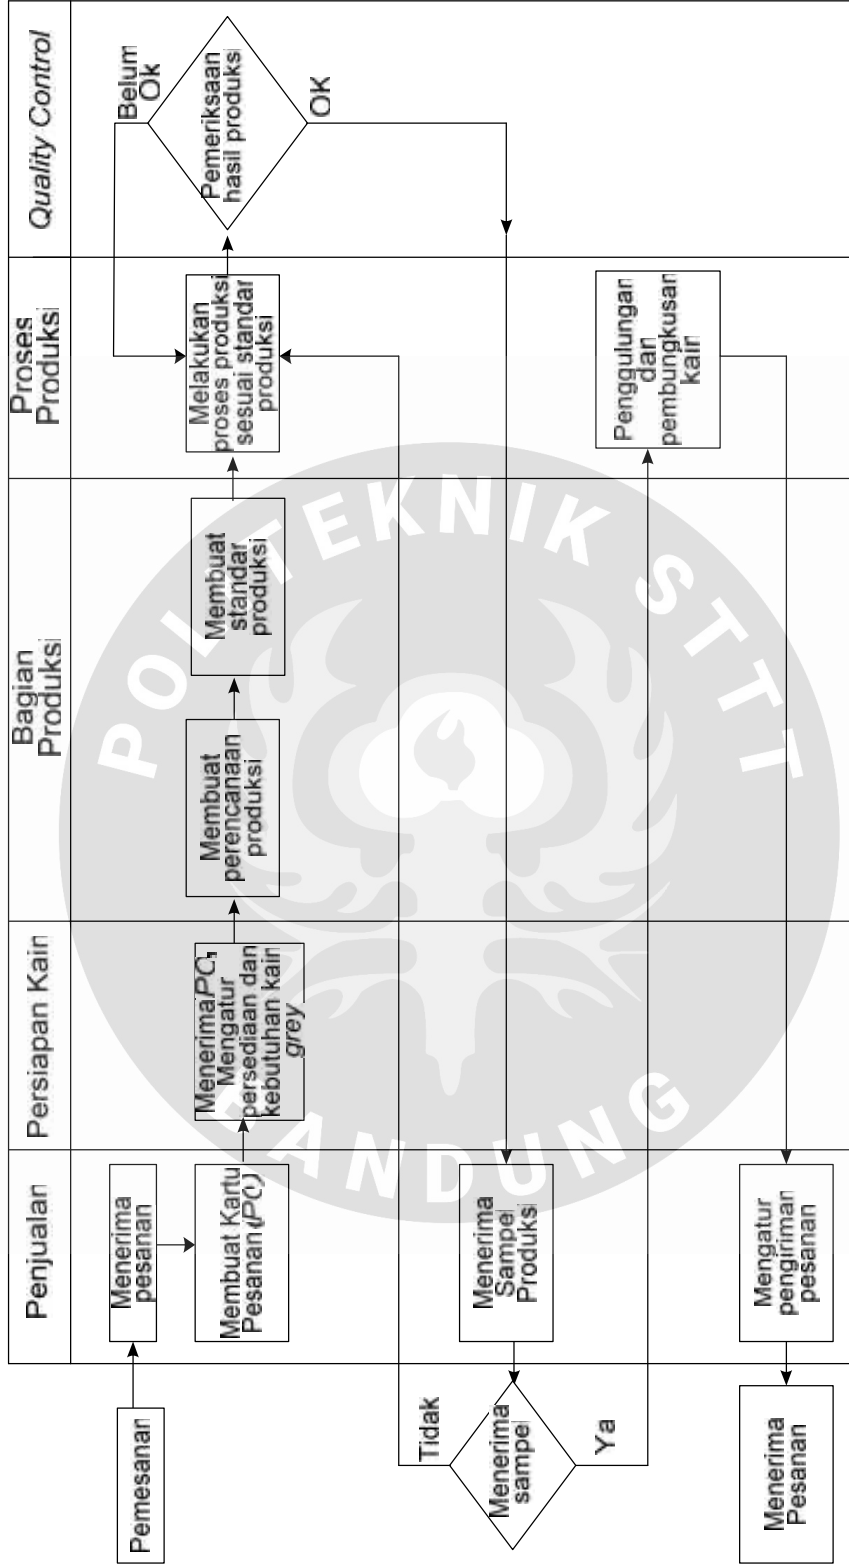 Penjualan
Persiapan Kain
Bagian
Produksi
Proses
Produksi
Quality Control
Pemesanan
Menerima
pesanan
Membuat Kartu
Pesanan (PO)
Menerima PO,
Mengatur
persediaan dan
kebutuhan kain
grey
Membuat
perencanaan
produksi
Membuat
standar
produksi
Melakukan
proses produksi
sesuai standar
produksi
Pemeriksaan
hasil produksi
Belum
Ok
OK
Menerima
Sampel
Produksi
Menerima
sampel
Tidak
Ya
Penggulungan
dan
pembungkusan
kain
Mengatur
pengiriman
pesanan
Menerima
Pesanan
POLITEKNIK STTT
BANDUNG